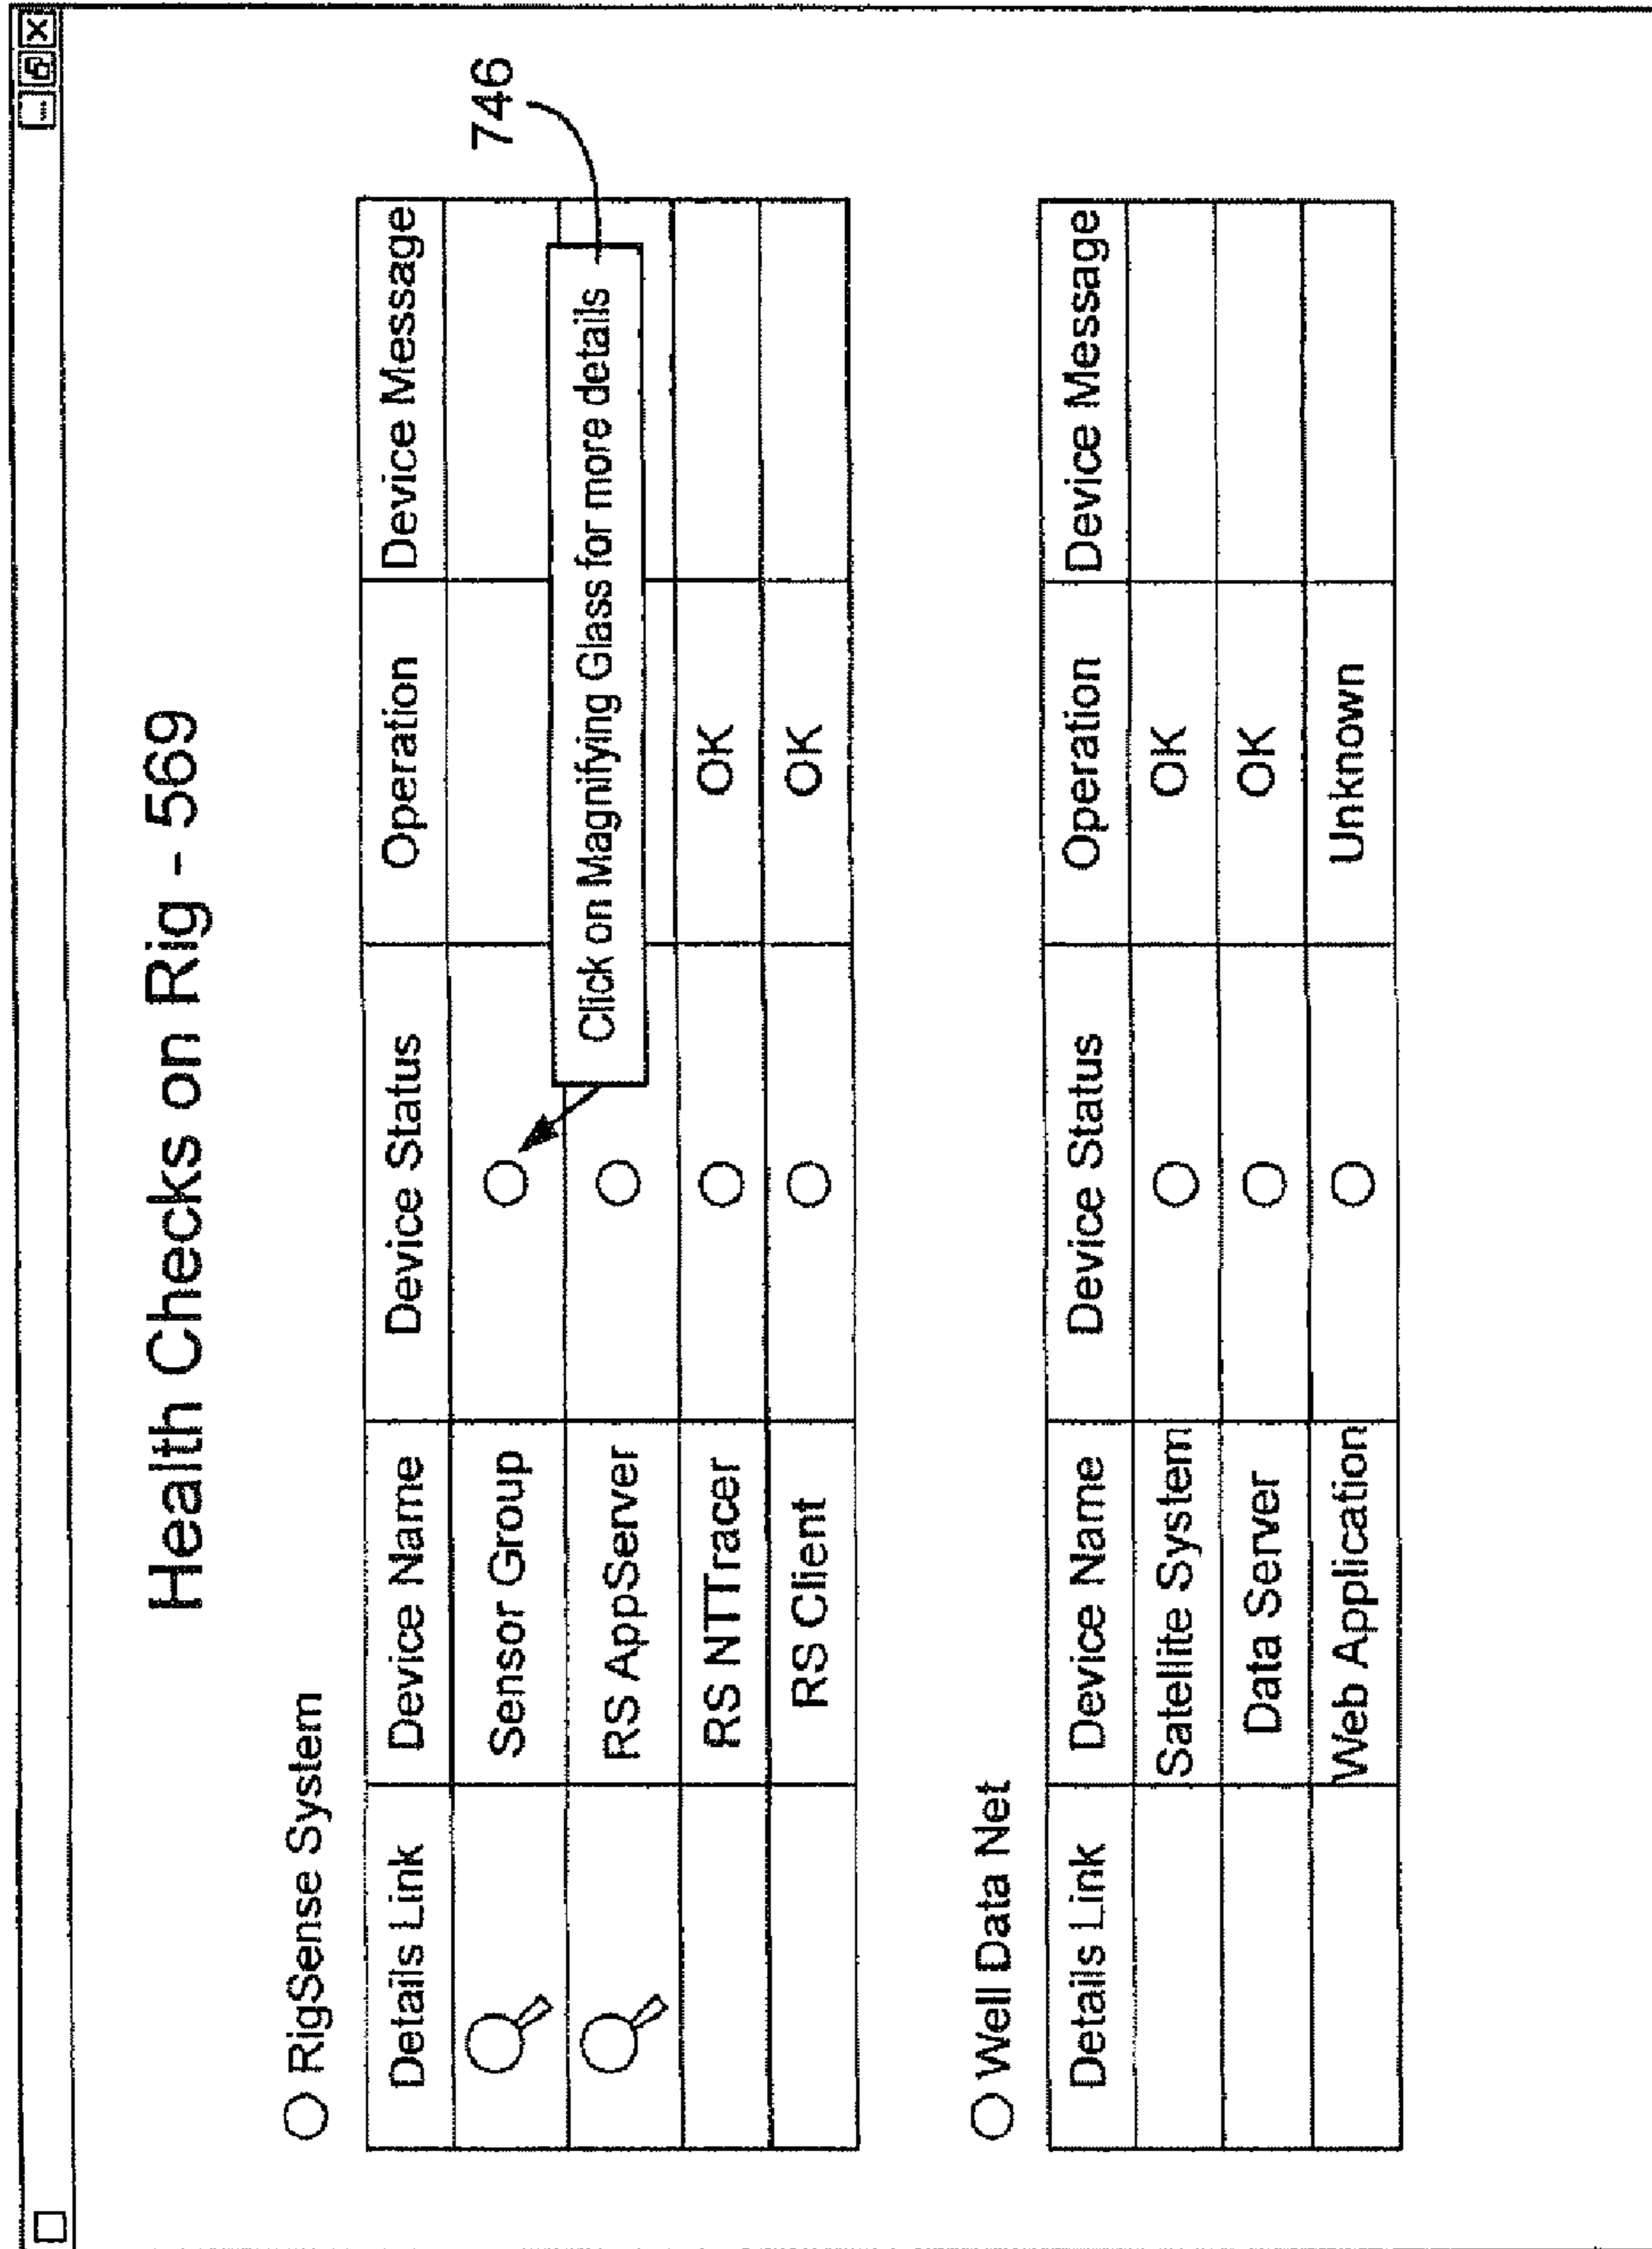 Health Checks on Rig - 569
RigSense System
Details Link Device Name Device Status Operation Device Message
Sensor Group
Click on Magnifying Glass for more details
746
RS AppServer
RS NTTracer OK
RS Client OK
Well Data Net
Details Link Device Name Device Status Operation Device Message
Satellite System OK
Data Server OK
Web Application Unknown